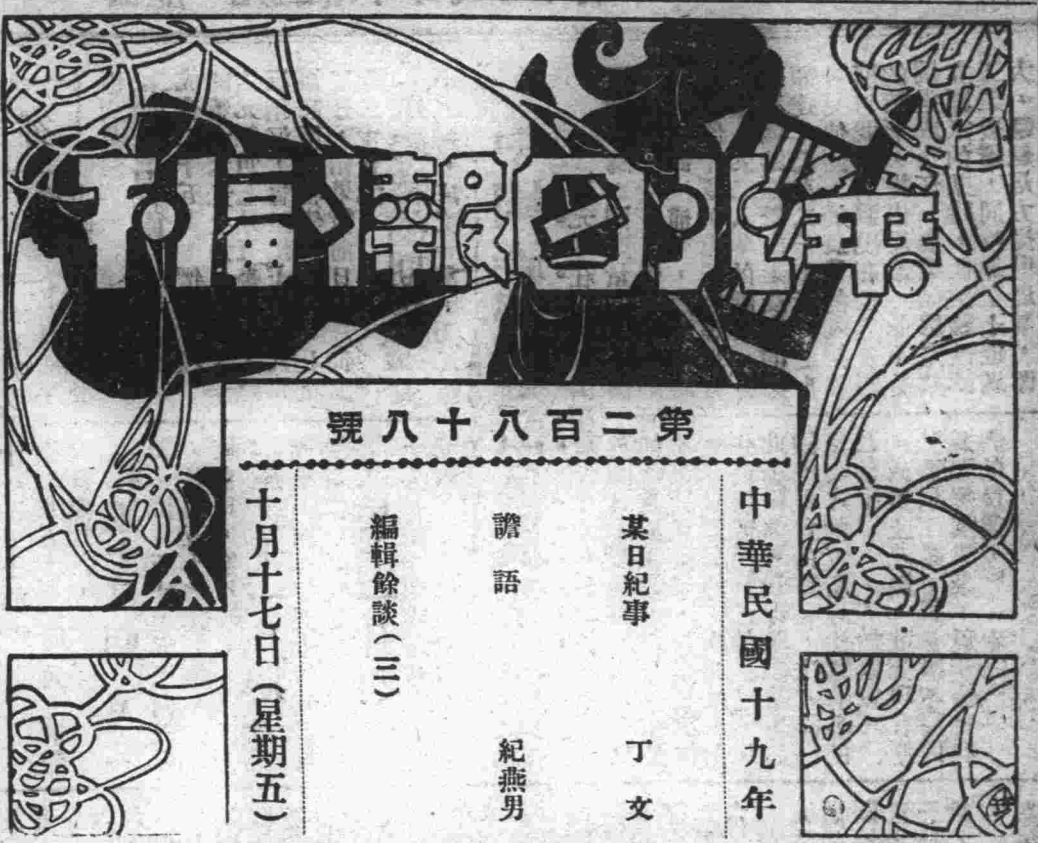 華北日報副刊
第二百八十八號
中華民國十九年
某日紀事 丁文
譫語 紀燕男
編輯餘談(三)
十月十七日(星期五)